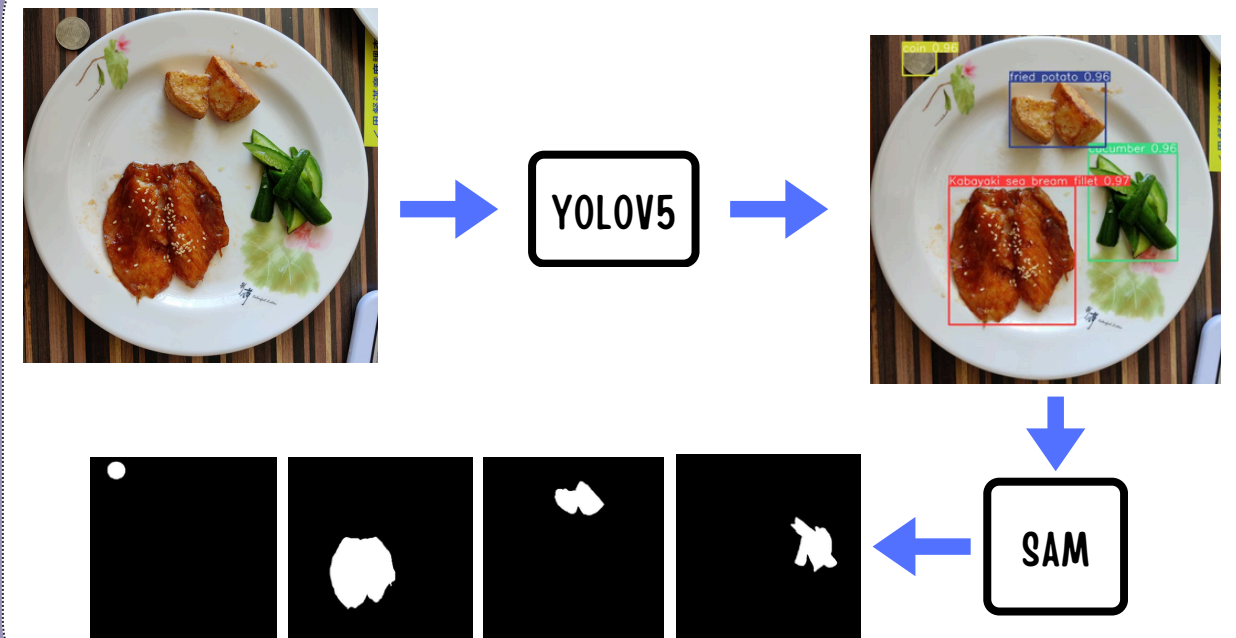 YOLOV5
coin 0.96
fried potato 0.96
cucumber 0.96
Kabayaki sea bream fillet 0.97
SAM